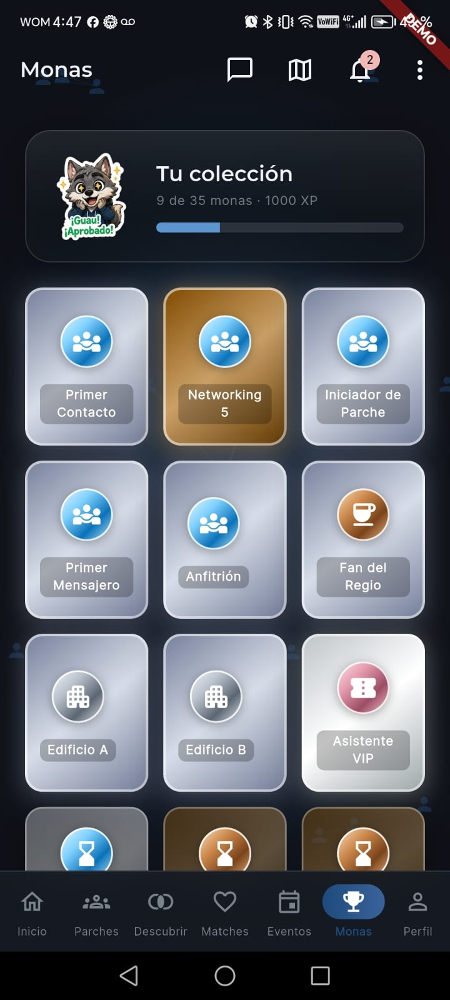 WOM 4:47
VoWiFi 4G+
DEMO
Monas
2
Tu colección
9 de 35 monas · 1000 XP
¡Guau!
¡Aprobado!
Primer
Contacto
Networking
5
Iniciador de
Parche
Primer
Mensajero
Anfitrión
Fan del
Regio
Edificio A
Edificio B
Asistente
VIP
Inicio
Parches
Descubrir
Matches
Eventos
Monas
Perfil